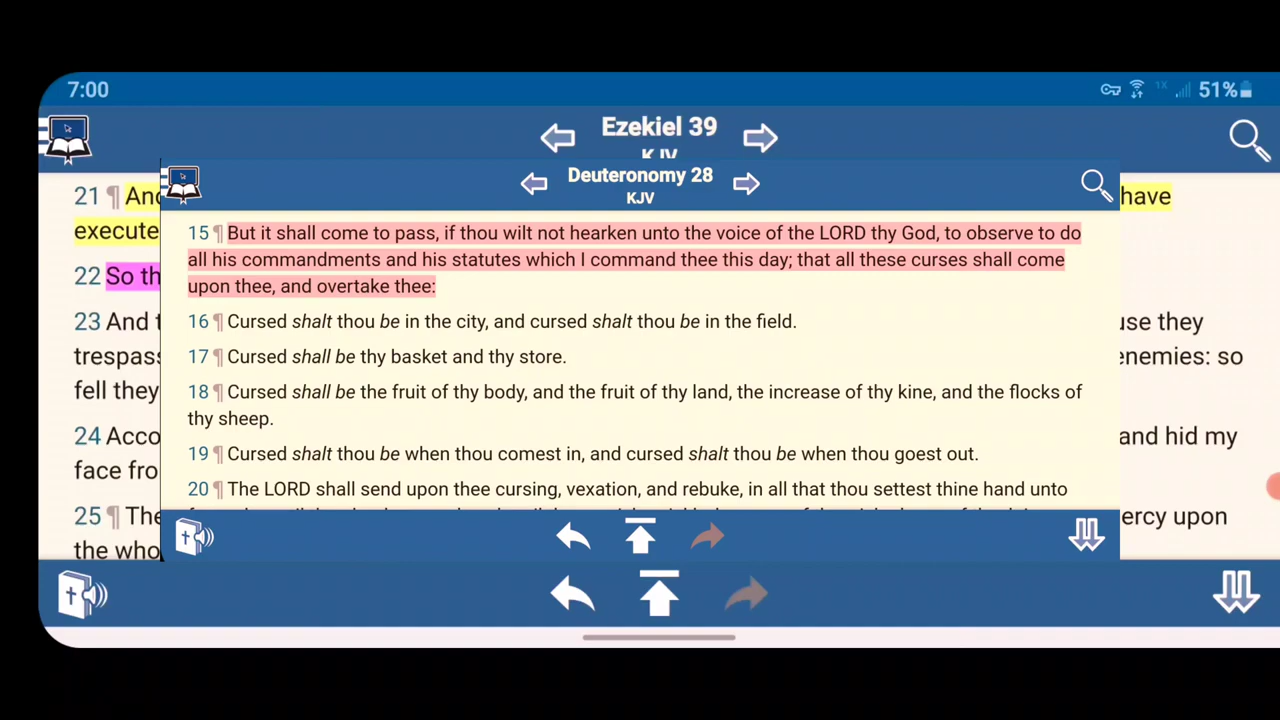 7:00
1X 51%
Ezekiel 39
KJV
21 ¶ And
have
execute
22 So th
23 And t
use they
trespass
enemies: so
fell they
24 Acco
and hid my
face fro
25 ¶ The
ercy upon
the who
Deuteronomy 28
KJV
15 ¶ But it shall come to pass, if thou wilt not hearken unto the voice of the LORD thy God, to observe to do
all his commandments and his statutes which I command thee this day; that all these curses shall come
upon thee, and overtake thee:
16 ¶ Cursed shalt thou be in the city, and cursed shalt thou be in the field.
17 ¶ Cursed shall be thy basket and thy store.
18 ¶ Cursed shall be the fruit of thy body, and the fruit of thy land, the increase of thy kine, and the flocks of
thy sheep.
19 ¶ Cursed shalt thou be when thou comest in, and cursed shalt thou be when thou goest out.
20 ¶ The LORD shall send upon thee cursing, vexation, and rebuke, in all that thou settest thine hand unto